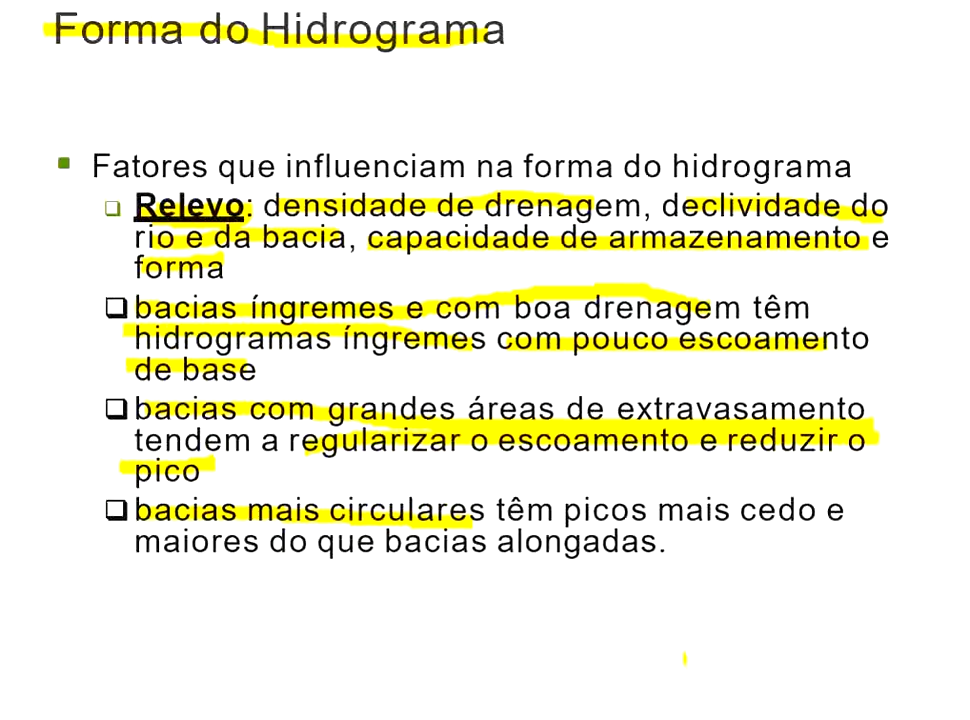 Forma do Hidrograma
Fatores que influenciam na forma do hidrograma
Relevo: densidade de drenagem, declividade do
rio e da bacia, capacidade de armazenamento e
forma
bacias íngremes e com boa drenagem têm
hidrogramas íngremes com pouco escoamento
de base
bacias com grandes áreas de extravasamento
tendem a regularizar o escoamento e reduzir o
pico
bacias mais circulares têm picos mais cedo e
maiores do que bacias alongadas.